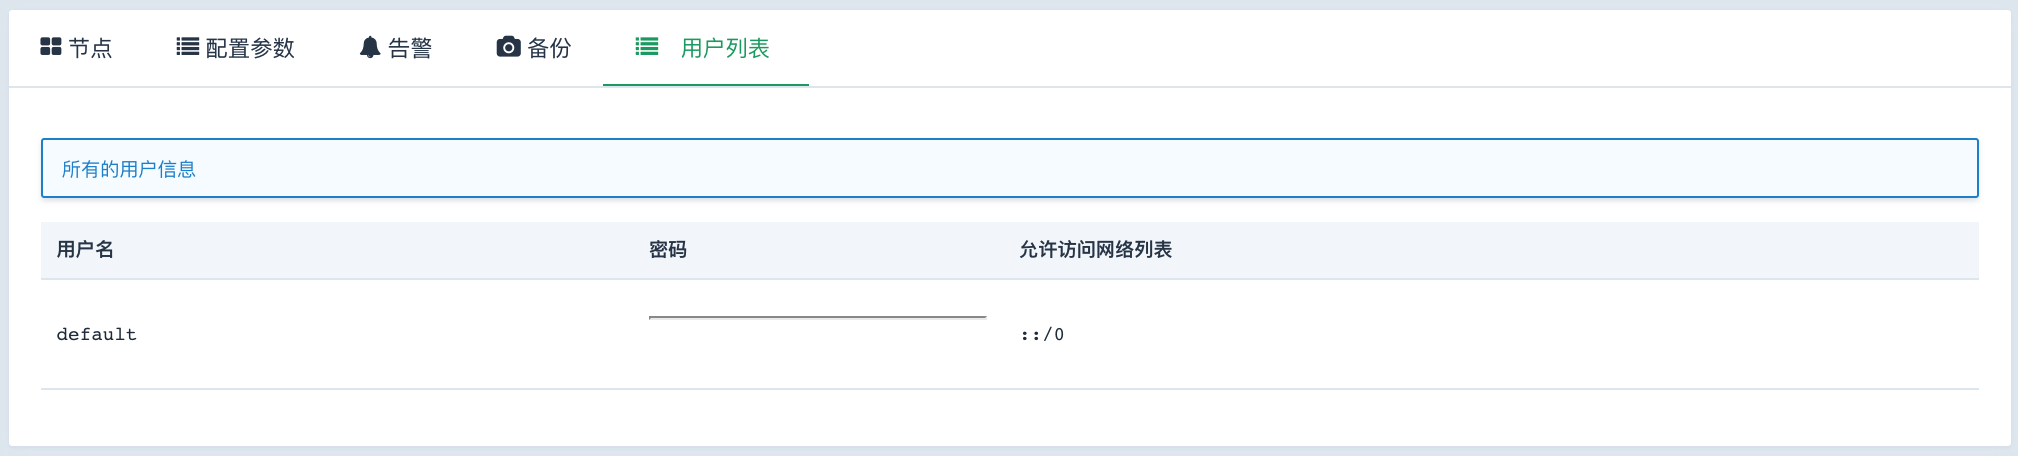 节点 配置参数 告警 备份 用户列表
所有的用户信息
用户名 密码 允许访问网络列表
default ::/0